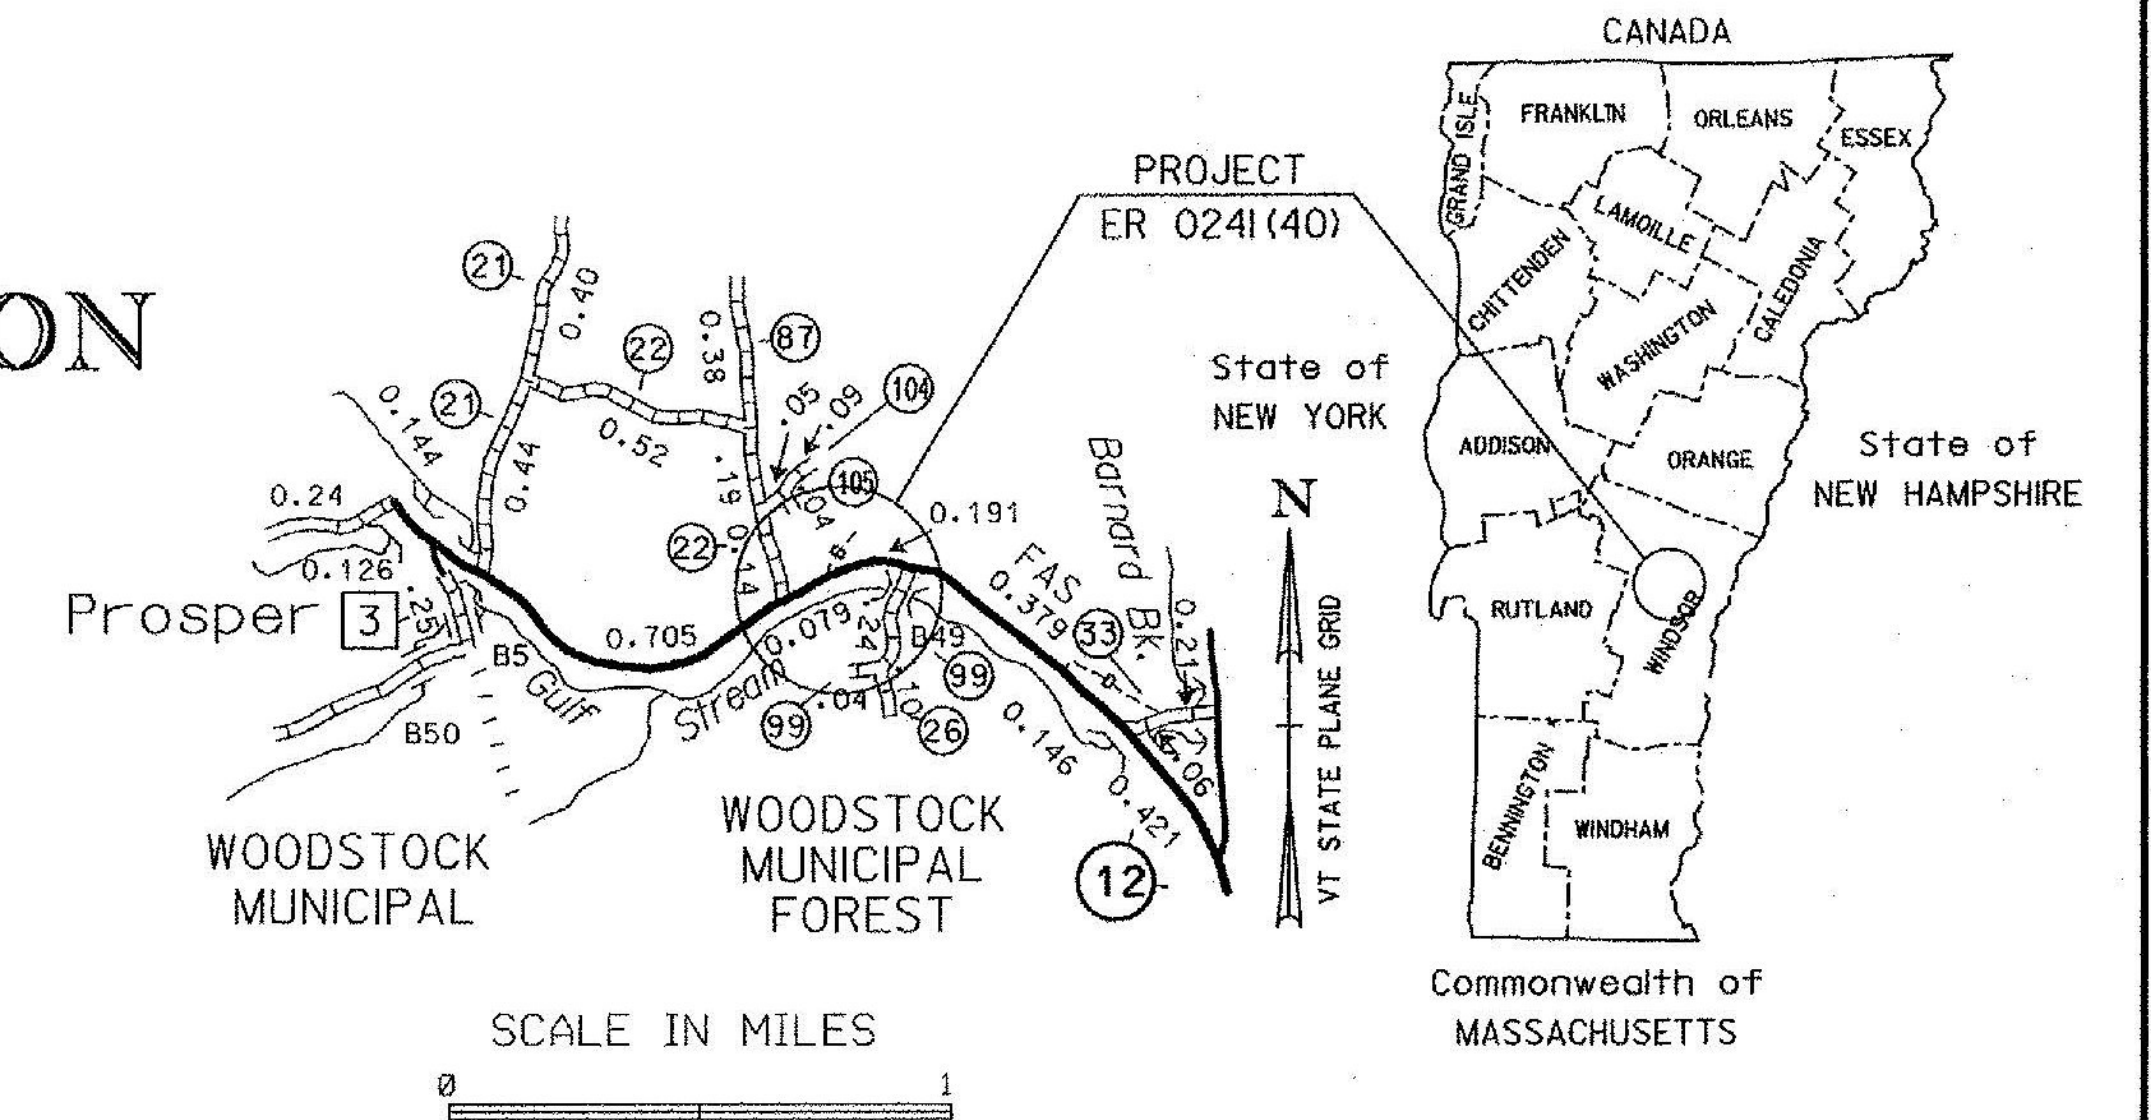 ON
21
0.40
22
0.38
87
21
0.144
0.44
0.52
.05
.09
104
105
.19
.04
0.24
0.126
Prosper
3
.25
22
0.14
0.191
0.705
0.079
.24
B49
99
B5
Gulf
Stream
99
.04
.10
26
B50
FAS
0.379
33
Barnard
Bk.
0.21
.06
0.146
0.421
12
WOODSTOCK
MUNICIPAL
WOODSTOCK
MUNICIPAL
FOREST
SCALE IN MILES
0
1
PROJECT
ER 0241(40)
N
VT STATE PLANE GRID
CANADA
GRAND ISLE
FRANKLIN
ORLEANS
ESSEX
LAMOILLE
CHITTENDEN
WASHINGTON
CALEDONIA
State of
NEW YORK
ADDISON
ORANGE
State of
NEW HAMPSHIRE
RUTLAND
WINDSOR
BENNINGTON
WINDHAM
Commonwealth of
MASSACHUSETTS